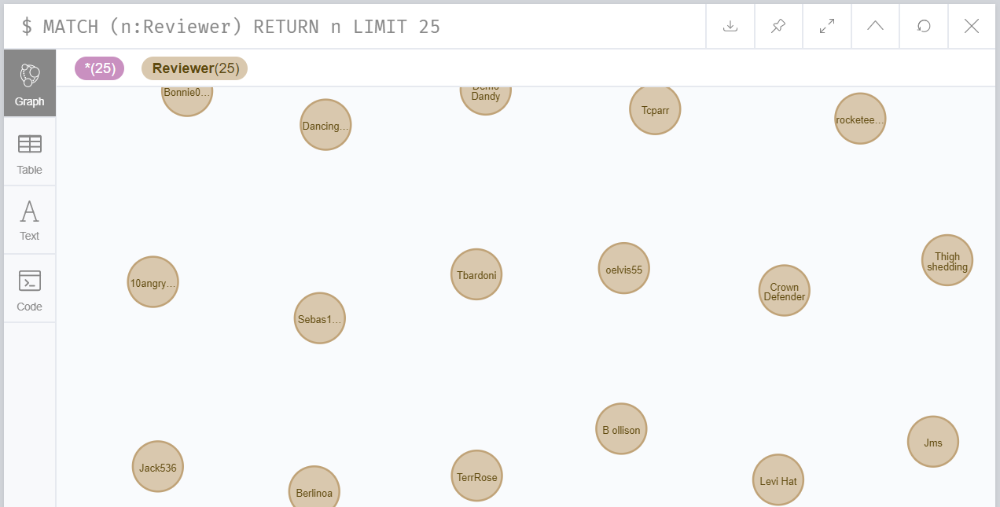 $ MATCH (n:Reviewer) RETURN n LIMIT 25
*(25) Reviewer(25)
Graph
Table
Text
Code
Bonnie0...
Dancing...
Demo
Dandy
Tcparr
rocketee...
10angry...
Sebas1...
Tbardoni
oelvis55
Crown
Defender
Thigh
shedding
Jack536
Berlinoa
TerrRose
B ollison
Levi Hat
Jms